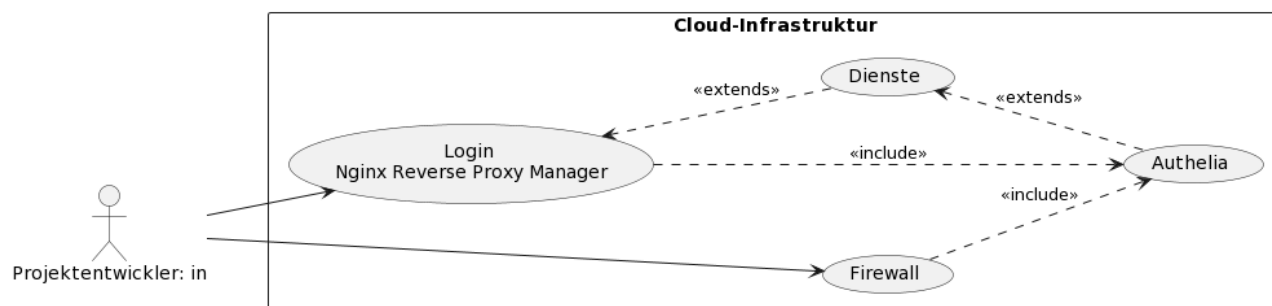 Cloud-Infrastruktur
Dienste
«extends»
«extends»
Login
Nginx Reverse Proxy Manager
«include»
Authelia
«include»
Projektentwickler: in
Firewall